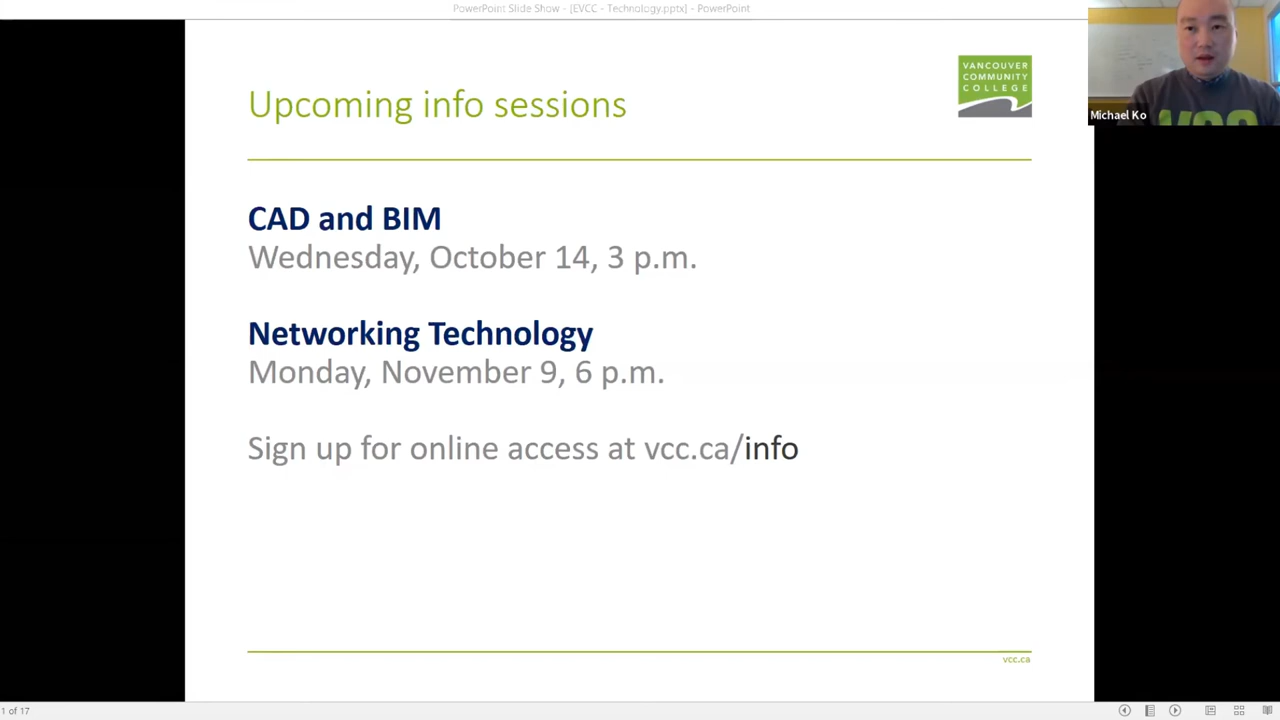 PowerPoint Slide Show - [EVCC - Technology.pptx] - PowerPoint
Upcoming info sessions
VANCOUVER
COMMUNITY
COLLEGE
Michael Ko
VCC
CAD and BIM
Wednesday, October 14, 3 p.m.
Networking Technology
Monday, November 9, 6 p.m.
Sign up for online access at vcc.ca/info
vcc.ca
1 of 17